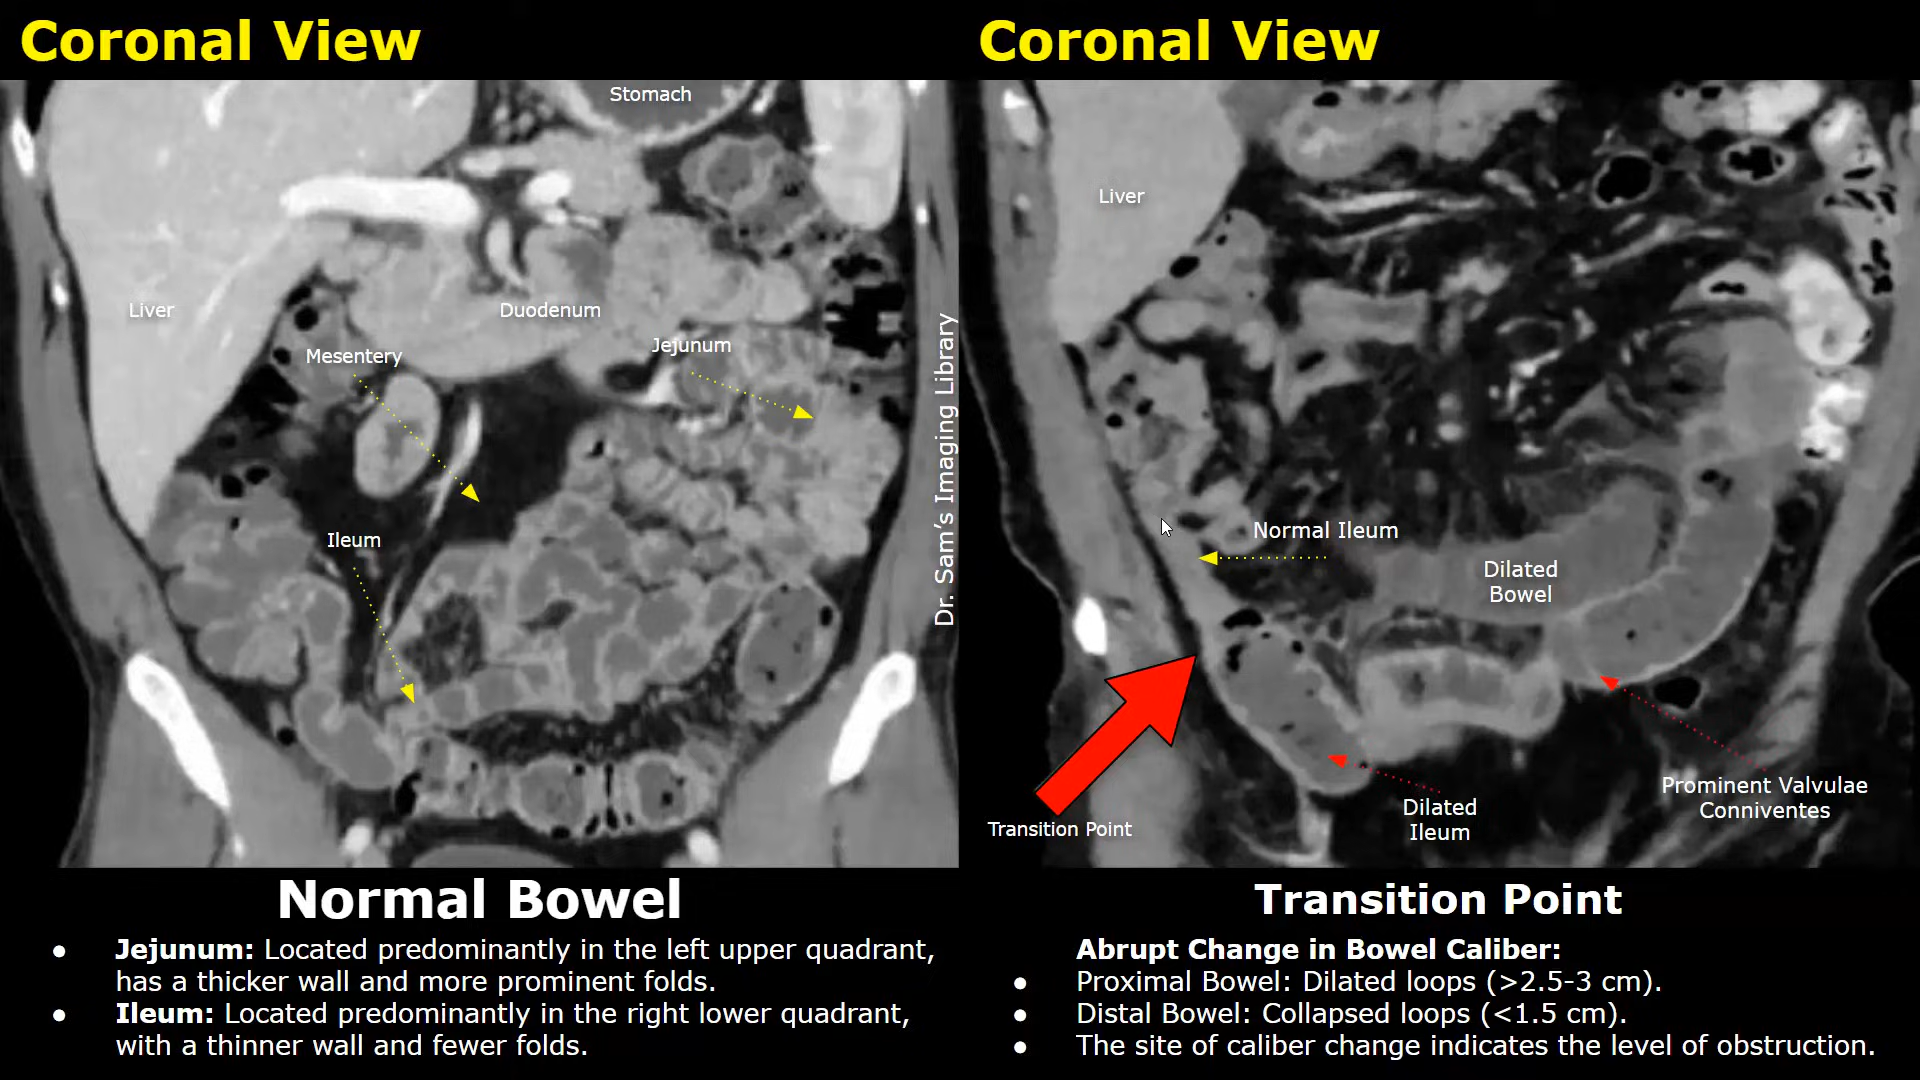 Coronal View
Stomach
Liver
Duodenum
Mesentery
Jejunum
Ileum
Dr. Sam's Imaging Library
Normal Bowel
● Jejunum: Located predominantly in the left upper quadrant,
has a thicker wall and more prominent folds.
● Ileum: Located predominantly in the right lower quadrant,
with a thinner wall and fewer folds.
Coronal View
Liver
Normal Ileum
Dilated
Bowel
Prominent Valvulae
Conniventes
Dilated
Ileum
Transition Point
Transition Point
Abrupt Change in Bowel Caliber:
● Proximal Bowel: Dilated loops (>2.5-3 cm).
● Distal Bowel: Collapsed loops (<1.5 cm).
● The site of caliber change indicates the level of obstruction.